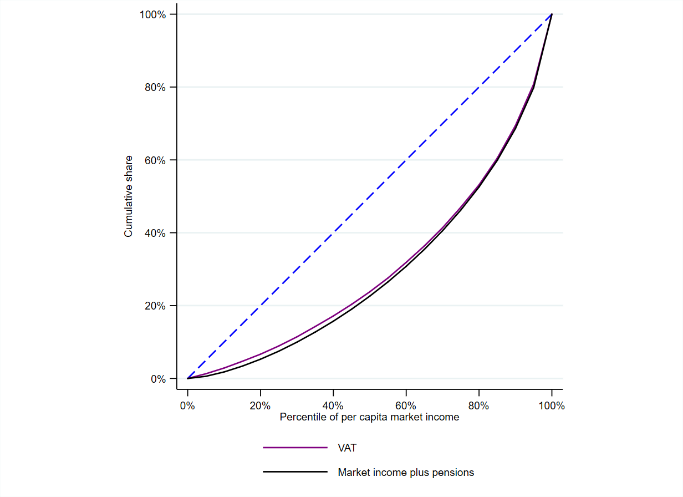 100%
80%
60%
40%
20%
0%
Cumulative share
0% 20% 40% 60% 80% 100%
Percentile of per capita market income
VAT
Market income plus pensions